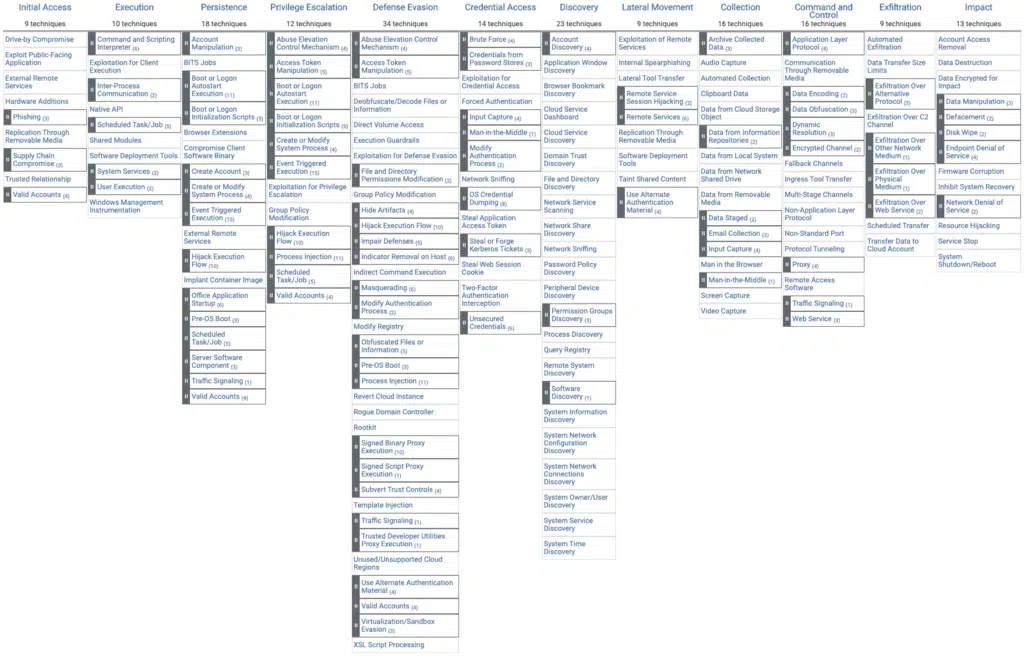 Initial Access
9 techniques
Drive-by Compromise
Exploit Public-Facing
Application
External Remote
Services
Hardware Additions
Phishing (3)
Replication Through
Removable Media
Supply Chain
Compromise (3)
Trusted Relationship
Valid Accounts (4)
Execution
10 techniques
Command and Scripting
Interpreter (6)
Exploitation for Client
Execution
Inter-Process
Communication (2)
Native API
Scheduled Task/Job (5)
Shared Modules
Software Deployment Tools
System Services (2)
User Execution (2)
Windows Management
Instrumentation
Persistence
18 techniques
Account
Manipulation (3)
BITS Jobs
Boot or Logon
Autostart
Execution (11)
Boot or Logon
Initialization Scripts (5)
Browser Extensions
Compromise Client
Software Binary
Create Account (3)
Create or Modify
System Process (4)
Event Triggered
Execution (15)
External Remote
Services
Hijack Execution
Flow (10)
Implant Container Image
Office Application
Startup (6)
Pre-OS Boot (3)
Scheduled
Task/Job (5)
Server Software
Component (3)
Traffic Signaling (1)
Valid Accounts (4)
Privilege Escalation
12 techniques
Abuse Elevation
Control Mechanism (4)
Access Token
Manipulation (5)
Boot or Logon
Autostart
Execution (11)
Boot or Logon
Initialization Scripts (5)
Create or Modify
System Process (4)
Event Triggered
Execution (15)
Exploitation for Privilege
Escalation
Group Policy
Modification
Hijack Execution
Flow (10)
Process Injection (11)
Scheduled
Task/Job (5)
Valid Accounts (4)
Defense Evasion
34 techniques
Abuse Elevation Control
Mechanism (4)
Access Token
Manipulation (5)
BITS Jobs
Deobfuscate/Decode Files or
Information
Direct Volume Access
Execution Guardrails
Exploitation for Defense Evasion
File and Directory
Permissions Modification (2)
Group Policy Modification
Hide Artifacts (4)
Hijack Execution Flow (10)
Impair Defenses (5)
Indicator Removal on Host (6)
Indirect Command Execution
Masquerading (6)
Modify Authentication
Process (2)
Modify Registry
Obfuscated Files or
Information (5)
Pre-OS Boot (3)
Process Injection (11)
Revert Cloud Instance
Rogue Domain Controller
Rootkit
Signed Binary Proxy
Execution (10)
Signed Script Proxy
Execution (1)
Subvert Trust Controls (4)
Template Injection
Traffic Signaling (1)
Trusted Developer Utilities
Proxy Execution (1)
Unused/Unsupported Cloud
Regions
Use Alternate Authentication
Material (4)
Valid Accounts (4)
Virtualization/Sandbox
Evasion (3)
XSL Script Processing
Credential Access
14 techniques
Brute Force (4)
Credentials from
Password Stores (3)
Exploitation for
Credential Access
Forced Authentication
Input Capture (4)
Man-in-the-Middle (1)
Modify
Authentication
Process (2)
Network Sniffing
OS Credential
Dumping (8)
Steal Application
Access Token
Steal or Forge
Kerberos Tickets (3)
Steal Web Session
Cookie
Two-Factor
Authentication
Interception
Unsecured
Credentials (6)
Discovery
23 techniques
Account
Discovery (4)
Application Window
Discovery
Browser Bookmark
Discovery
Cloud Service
Dashboard
Cloud Service
Discovery
Domain Trust
Discovery
File and Directory
Discovery
Network Service
Scanning
Network Share
Discovery
Network Sniffing
Password Policy
Discovery
Peripheral Device
Discovery
Permission Groups
Discovery (3)
Process Discovery
Query Registry
Remote System
Discovery
Software
Discovery (1)
System Information
Discovery
System Network
Configuration
Discovery
System Network
Connections
Discovery
System Owner/User
Discovery
System Service
Discovery
System Time
Discovery
Lateral Movement
9 techniques
Exploitation of Remote
Services
Internal Spearphishing
Lateral Tool Transfer
Remote Service
Session Hijacking (2)
Remote Services (6)
Replication Through
Removable Media
Software Deployment
Tools
Taint Shared Content
Use Alternate
Authentication
Material (4)
Collection
16 techniques
Archive Collected
Data (3)
Audio Capture
Automated Collection
Clipboard Data
Data from Cloud Storage
Object
Data from Information
Repositories (2)
Data from Local System
Data from Network
Shared Drive
Data from Removable
Media
Data Staged (2)
Email Collection (3)
Input Capture (4)
Man in the Browser
Man-in-the-Middle (1)
Screen Capture
Video Capture
Command and
Control
16 techniques
Application Layer
Protocol (4)
Communication
Through Removable
Media
Data Encoding (2)
Data Obfuscation (3)
Dynamic
Resolution (3)
Encrypted Channel (2)
Fallback Channels
Ingress Tool Transfer
Multi-Stage Channels
Non-Application Layer
Protocol
Non-Standard Port
Protocol Tunneling
Proxy (4)
Remote Access
Software
Traffic Signaling (1)
Web Service (3)
Exfiltration
9 techniques
Automated
Exfiltration
Data Transfer Size
Limits
Exfiltration Over
Alternative
Protocol (3)
Exfiltration Over C2
Channel
Exfiltration Over
Other Network
Medium (1)
Exfiltration Over
Physical
Medium (1)
Exfiltration Over
Web Service (2)
Scheduled Transfer
Transfer Data to
Cloud Account
Impact
13 techniques
Account Access
Removal
Data Destruction
Data Encrypted for
Impact
Data Manipulation (3)
Defacement (2)
Disk Wipe (2)
Endpoint Denial of
Service (4)
Firmware Corruption
Inhibit System Recovery
Network Denial of
Service (2)
Resource Hijacking
Service Stop
System
Shutdown/Reboot